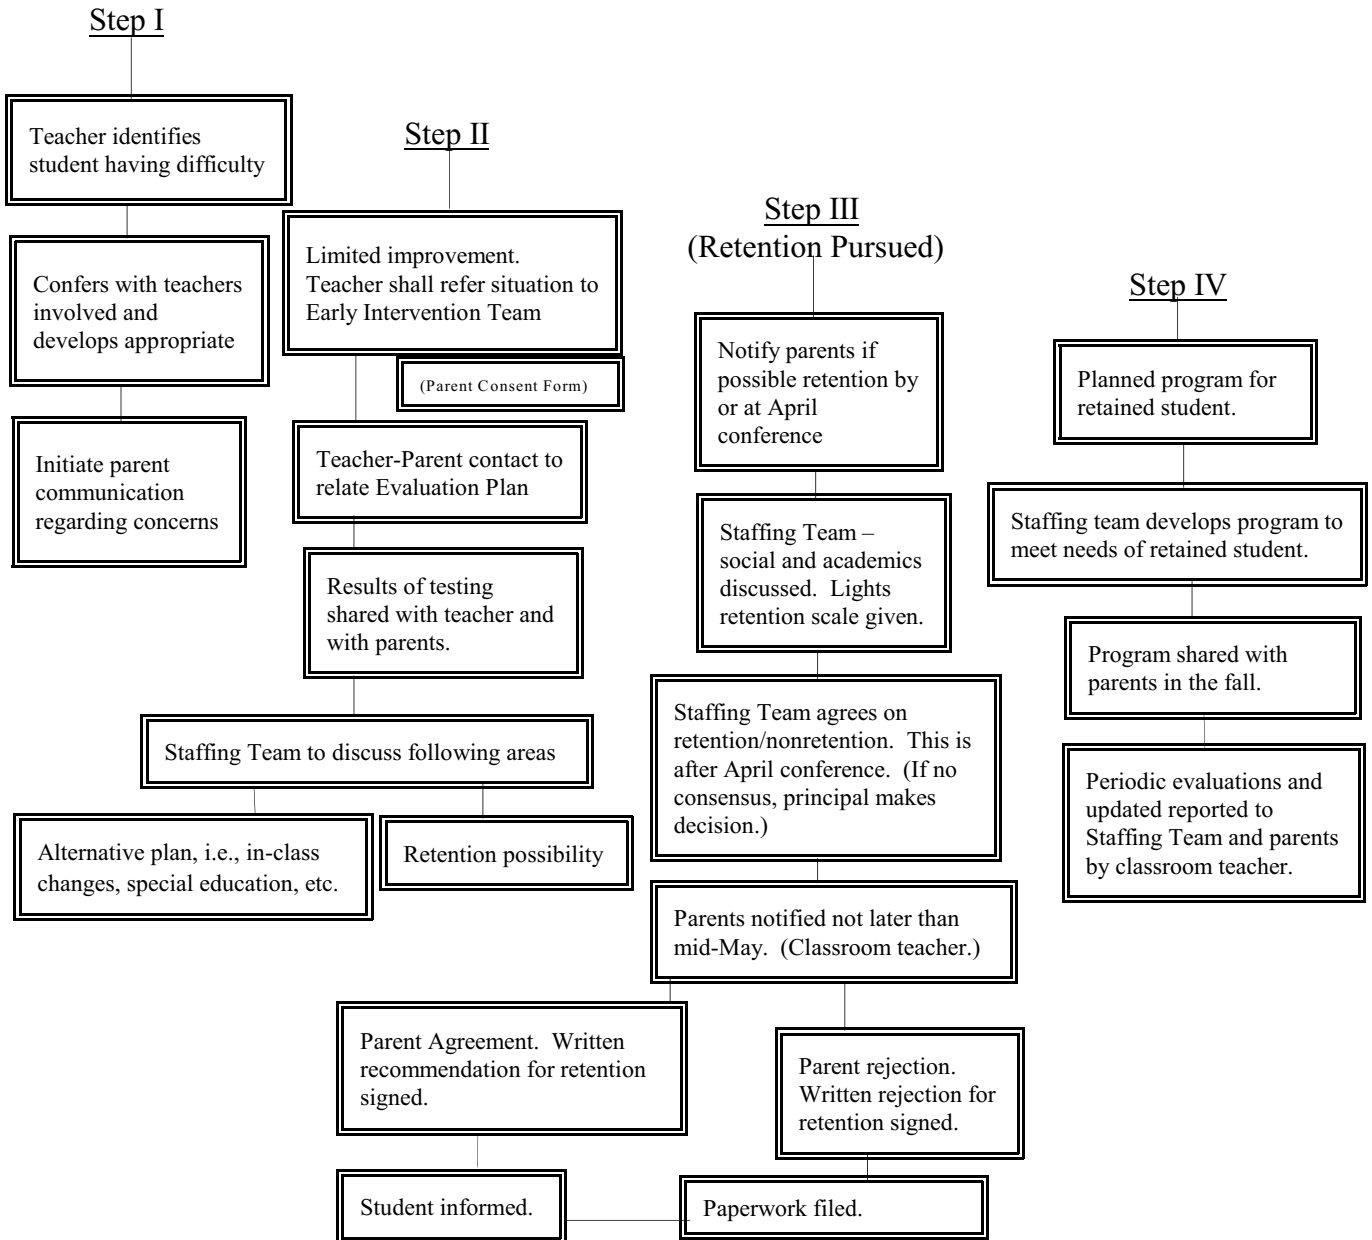 Step I
Teacher identifies
student having difficulty
Confers with teachers
involved and
develops appropriate
Initiate parent
communication
regarding concerns
Step II
Limited improvement.
Teacher shall refer situation to
Early Intervention Team
(Parent Consent Form)
Teacher-Parent contact to
relate Evaluation Plan
Results of testing
shared with teacher and
with parents.
Staffing Team to discuss following areas
Alternative plan, i.e., in-class
changes, special education, etc.
Retention possibility
Step III
(Retention Pursued)
Notify parents if
possible retention by
or at April
conference
Staffing Team –
social and academics
discussed.  Lights
retention scale given.
Staffing Team agrees on
retention/nonretention.  This is
after April conference.  (If no
consensus, principal makes
decision.)
Parents notified not later than
mid-May.  (Classroom teacher.)
Parent Agreement.  Written
recommendation for retention
signed.
Parent rejection.
Written rejection for
retention signed.
Student informed.
Paperwork filed.
Step IV
Planned program for
retained student.
Staffing team develops program to
meet needs of retained student.
Program shared with
parents in the fall.
Periodic evaluations and
updated reported to
Staffing Team and parents
by classroom teacher.